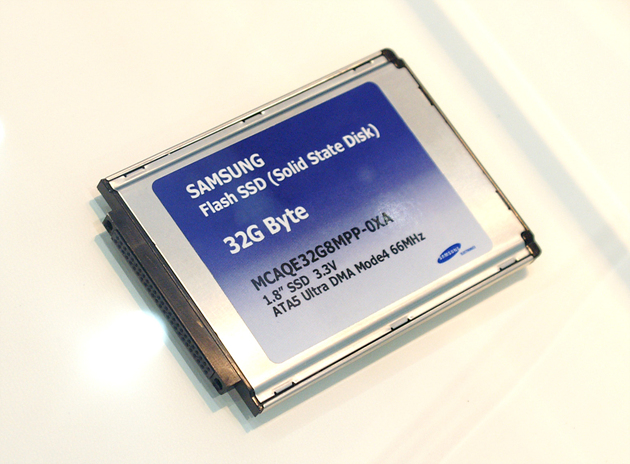 SAMSUNG
Flash SSD (Solid State Disk)
32G Byte
MCAQE32G8MPP-0XA
1.8" SSD 3.3V
ATA5 Ultra DMA Mode4 66MHz
SAMSUNG